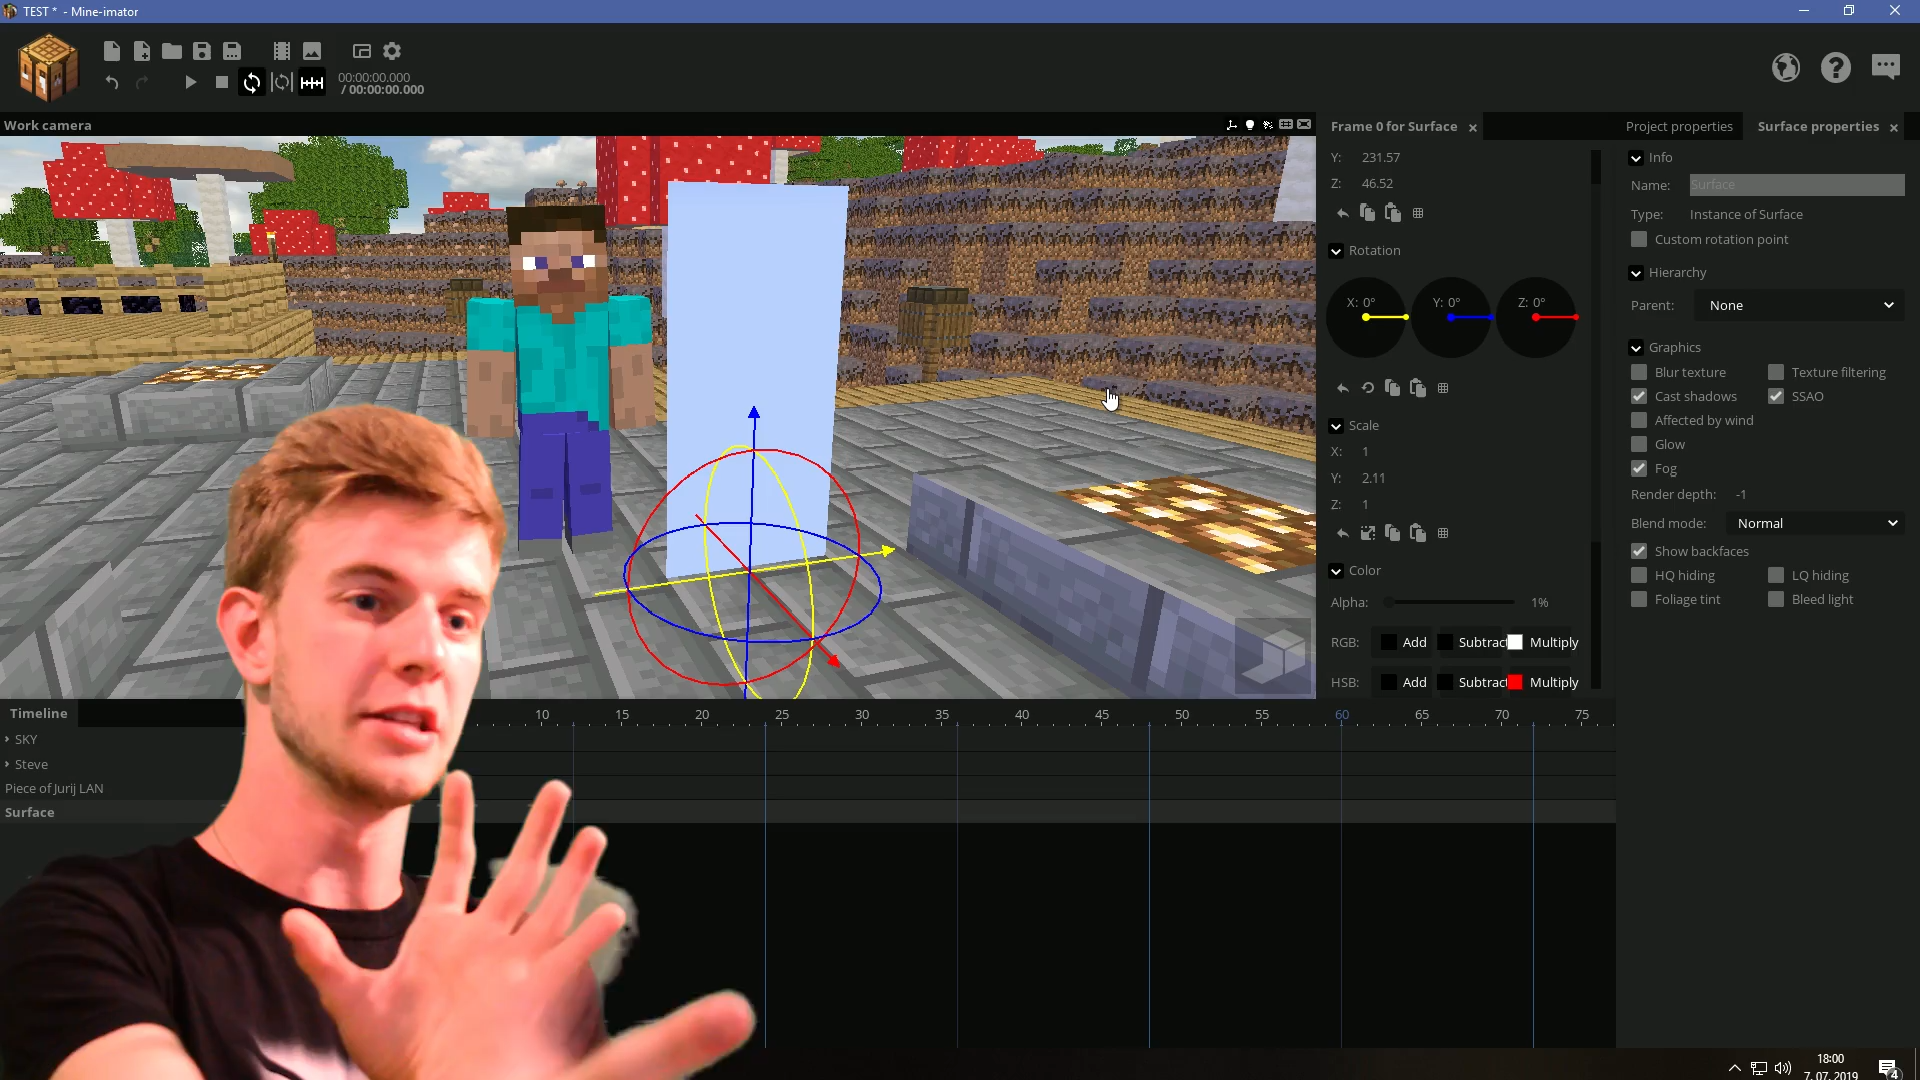 TEST * - Mine-imator
00:00:00.000
/ 00:00:00.000
Work camera
Frame 0 for Surface
Project properties
Surface properties
Y: 231.57
Z: 46.52
Rotation
X: 0° Y: 0° Z: 0°
Scale
X: 1
Y: 2.11
Z: 1
Color
Alpha: 1%
RGB: Add Subtract Multiply
HSB: Add Subtract Multiply
Info
Name: Surface
Type: Instance of Surface
Custom rotation point
Hierarchy
Parent: None
Graphics
Blur texture Texture filtering
Cast shadows SSAO
Affected by wind
Glow
Fog
Render depth: -1
Blend mode: Normal
Show backfaces
HQ hiding LQ hiding
Foliage tint Bleed light
Timeline
10 15 20 25 30 35 40 45 50 55 60 65 70 75
SKY
Steve
Piece of Jurij LAN
Surface
18:00
7. 07. 2019
4